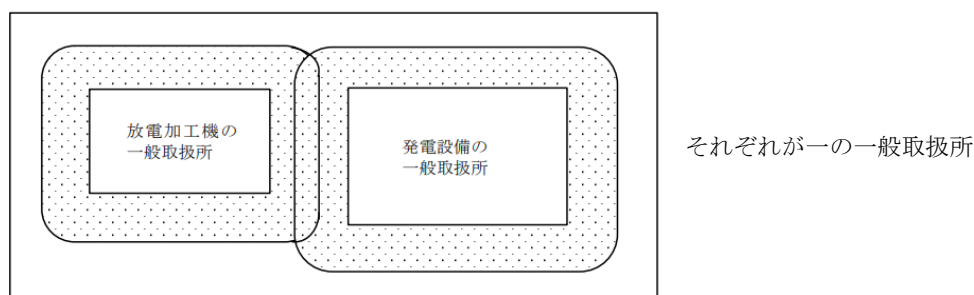 放電加工機の
一般取扱所
発電設備の
一般取扱所
それぞれが一の一般取扱所